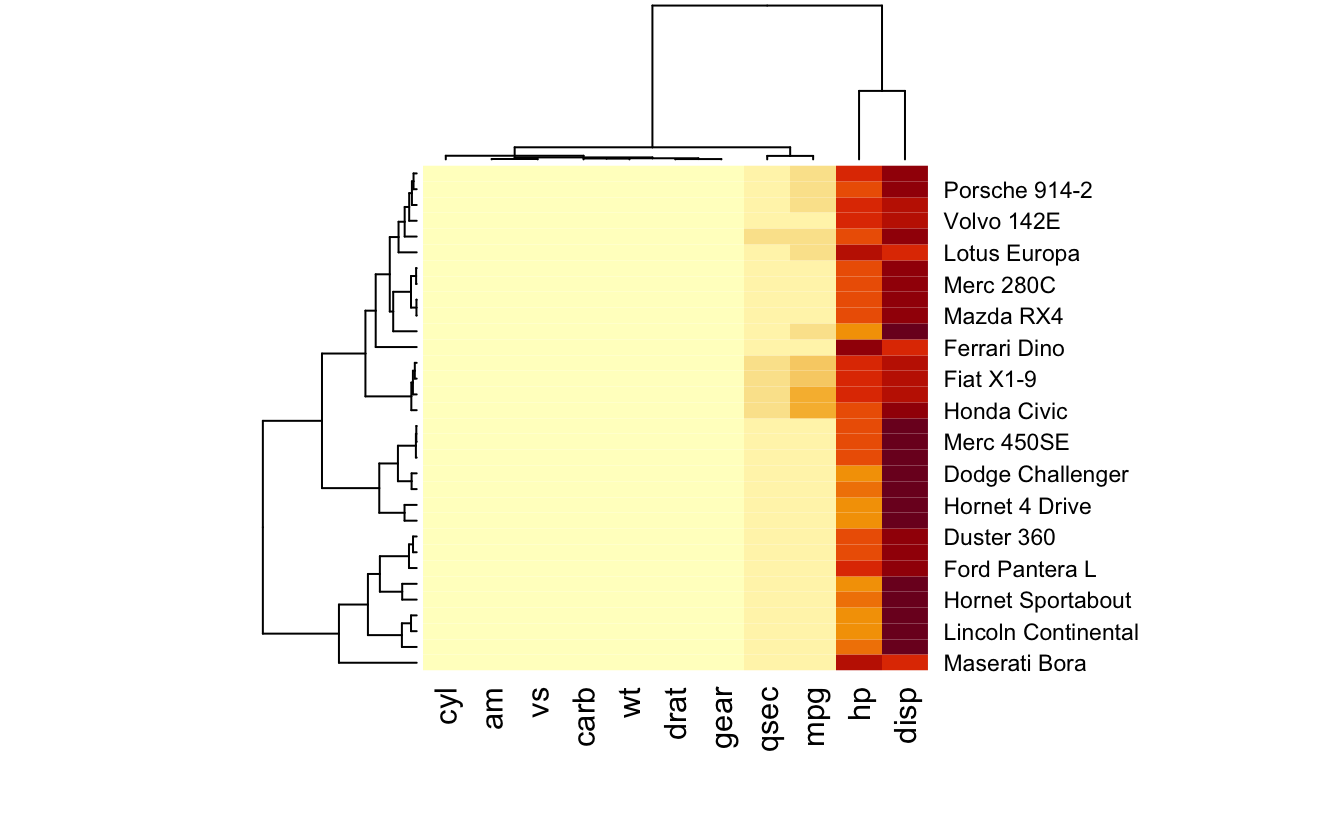 Porsche 914-2
Volvo 142E
Lotus Europa
Merc 280C
Mazda RX4
Ferrari Dino
Fiat X1-9
Honda Civic
Merc 450SE
Dodge Challenger
Hornet 4 Drive
Duster 360
Ford Pantera L
Hornet Sportabout
Lincoln Continental
Maserati Bora
cyl
am
vs
carb
wt
drat
gear
qsec
mpg
hp
disp